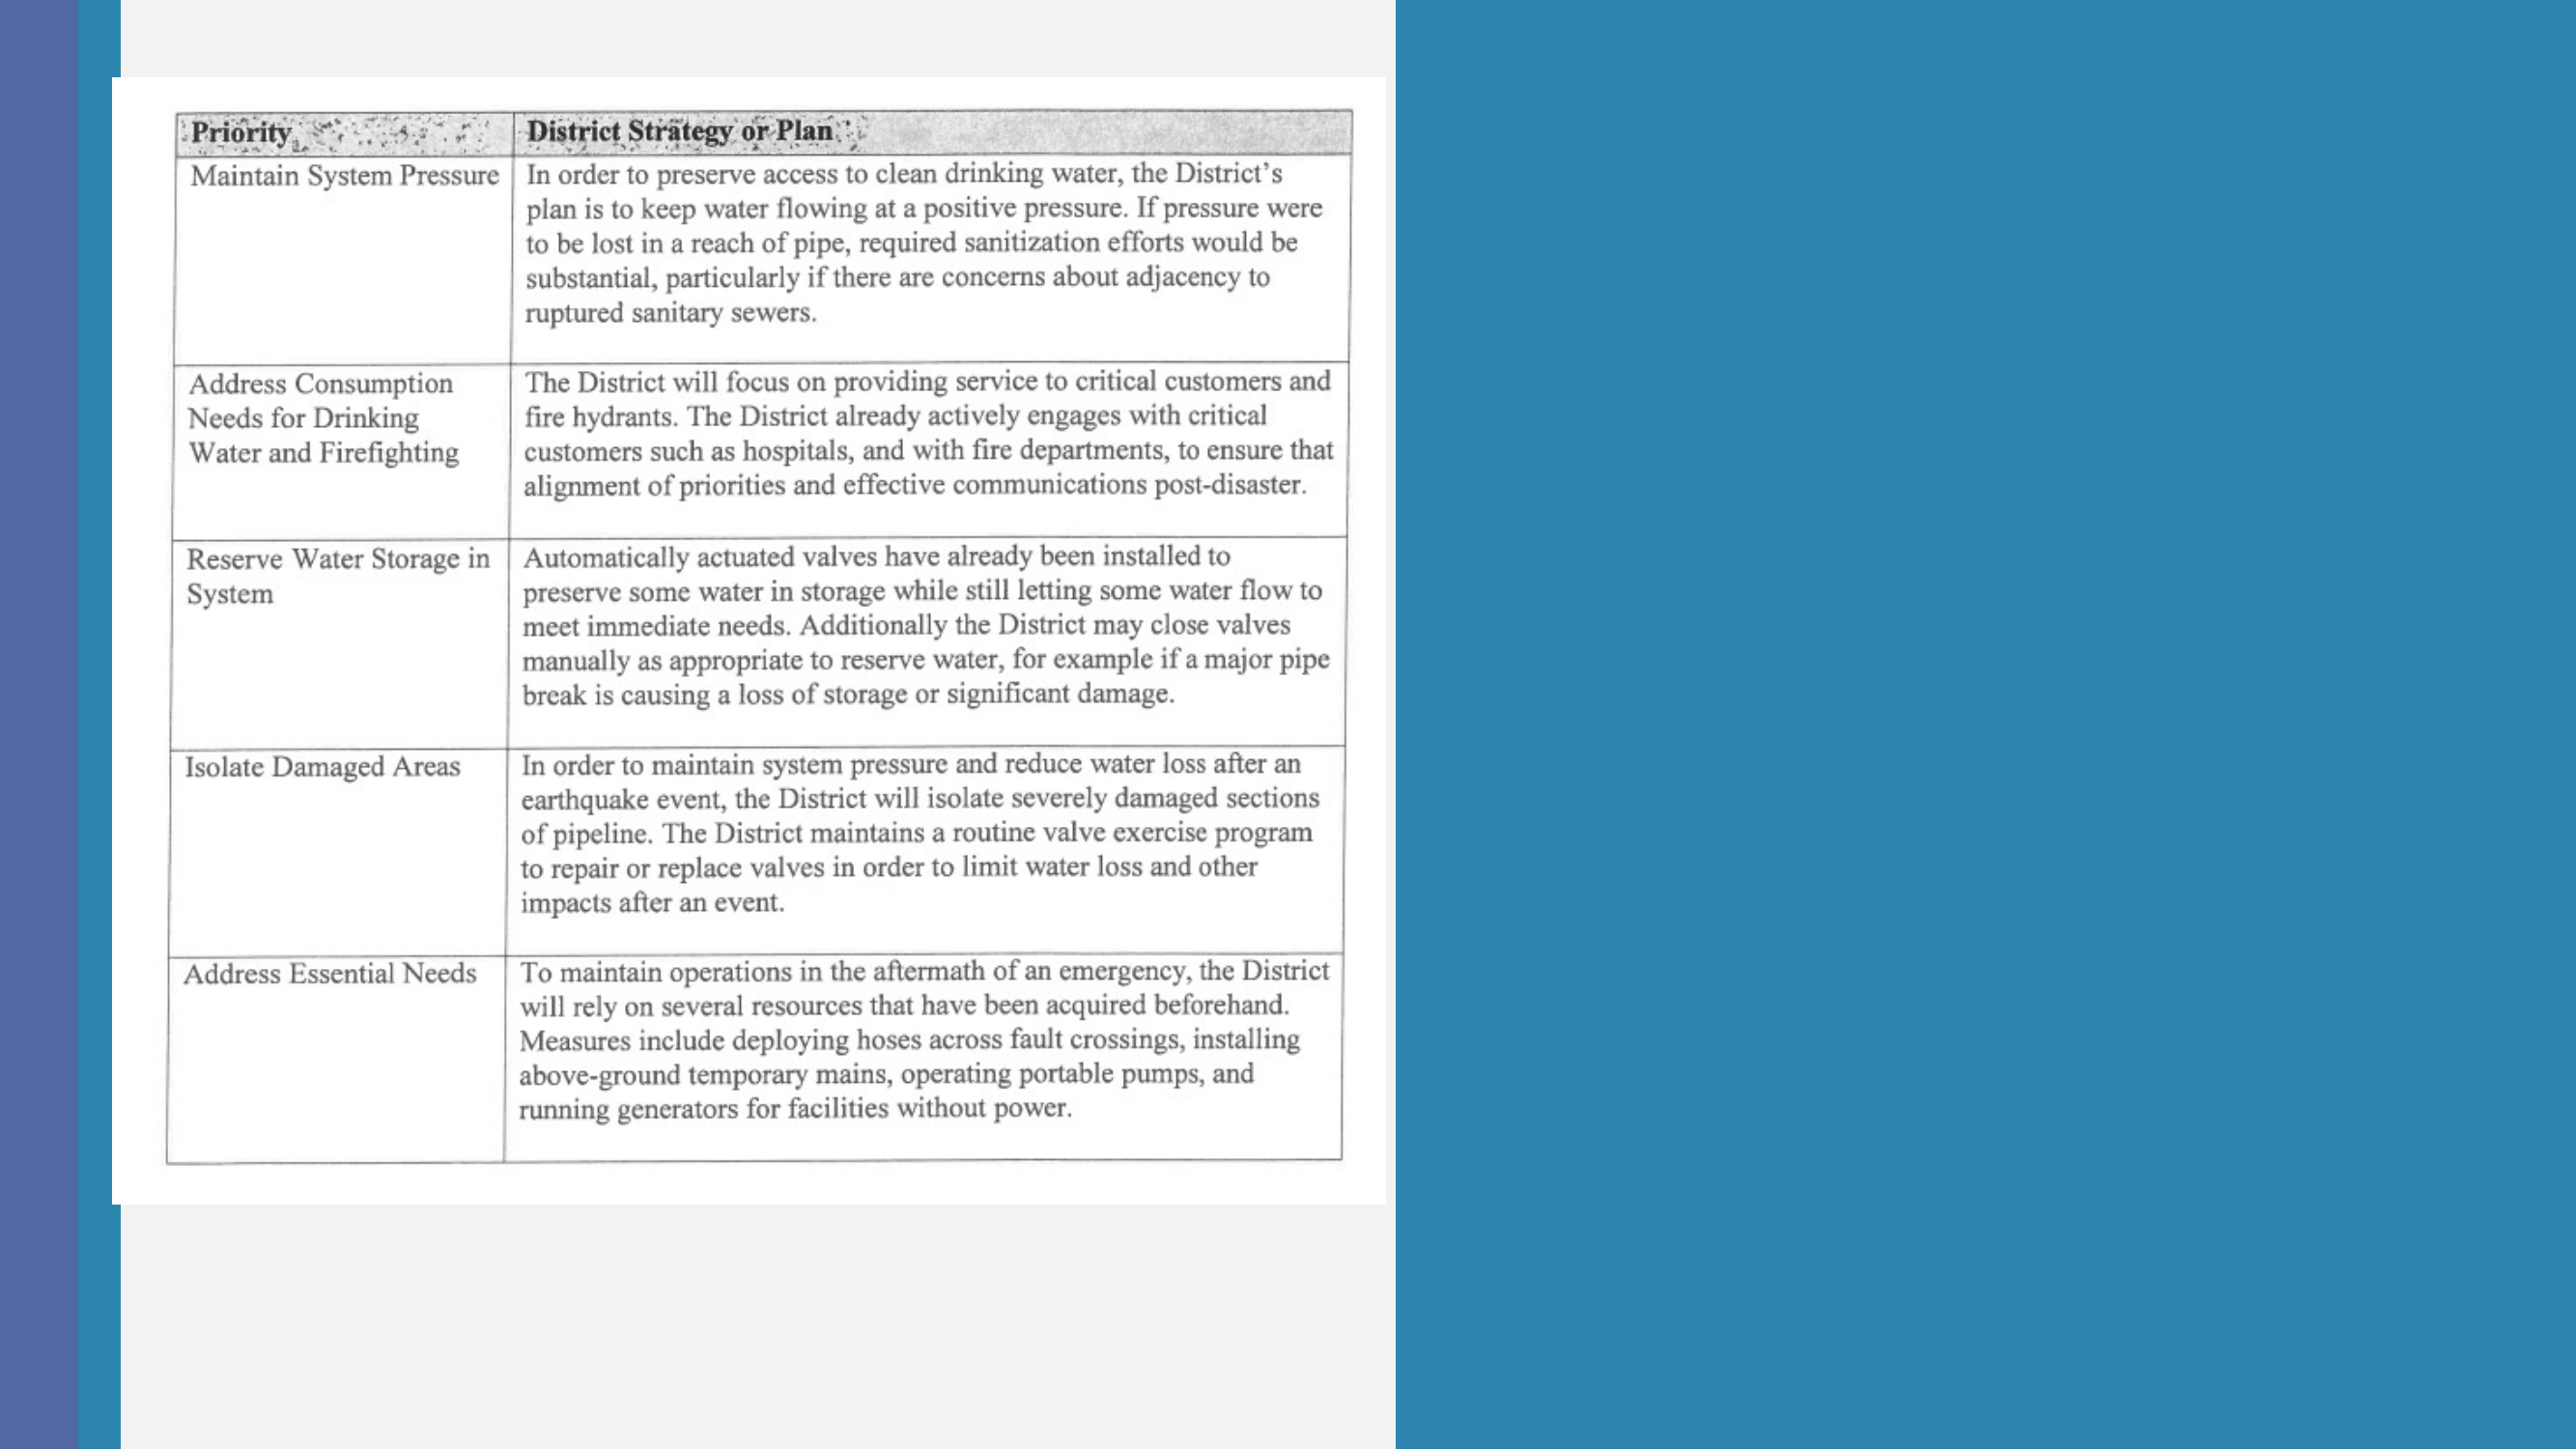 Priority
District Strategy or Plan
Maintain System Pressure
In order to preserve access to clean drinking water, the District's
plan is to keep water flowing at a positive pressure. If pressure were
to be lost in a reach of pipe, required sanitization efforts would be
substantial, particularly if there are concerns about adjacency to
ruptured sanitary sewers.
Address Consumption
Needs for Drinking
Water and Firefighting
The District will focus on providing service to critical customers and
fire hydrants. The District already actively engages with critical
customers such as hospitals, and with fire departments, to ensure that
alignment of priorities and effective communications post-disaster.
Reserve Water Storage in
System
Automatically actuated valves have already been installed to
preserve some water in storage while still letting some water flow to
meet immediate needs. Additionally the District may close valves
manually as appropriate to reserve water, for example if a major pipe
break is causing a loss of storage or significant damage.
Isolate Damaged Areas
In order to maintain system pressure and reduce water loss after an
earthquake event, the District will isolate severely damaged sections
of pipeline. The District maintains a routine valve exercise program
to repair or replace valves in order to limit water loss and other
impacts after an event.
Address Essential Needs
To maintain operations in the aftermath of an emergency, the District
will rely on several resources that have been acquired beforehand.
Measures include deploying hoses across fault crossings, installing
above-ground temporary mains, operating portable pumps, and
running generators for facilities without power.